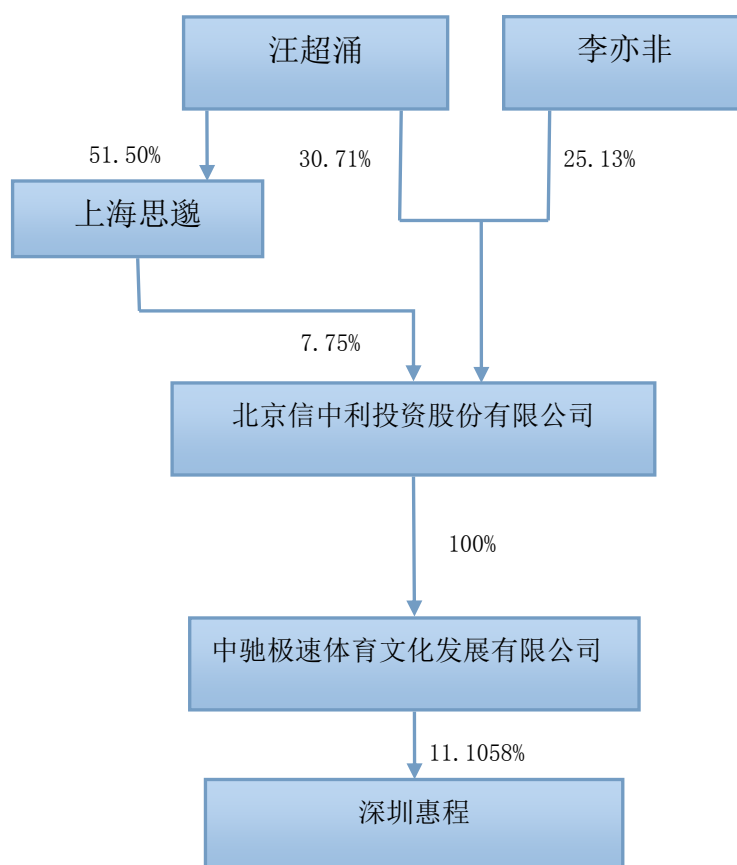 汪超涌
李亦非
51.50%
30.71%
25.13%
上海思邈
7.75%
北京信中利投资股份有限公司
100%
中驰极速体育文化发展有限公司
11.1058%
深圳惠程